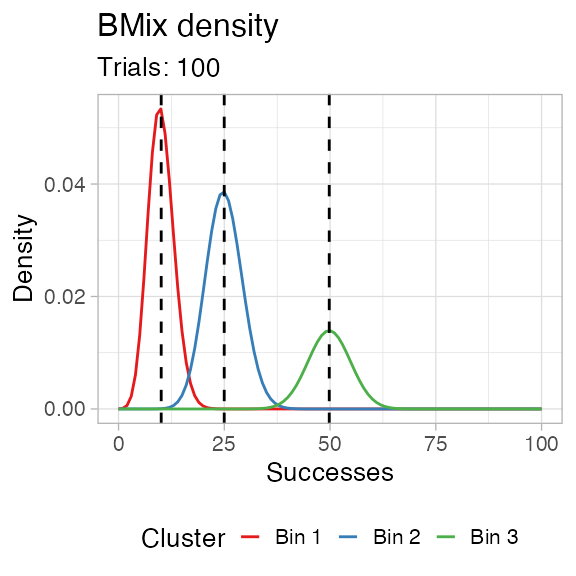 BMix density
Trials: 100
Density
0.04
0.02
0.00
0 25 50 75 100
Successes
Cluster Bin 1 Bin 2 Bin 3